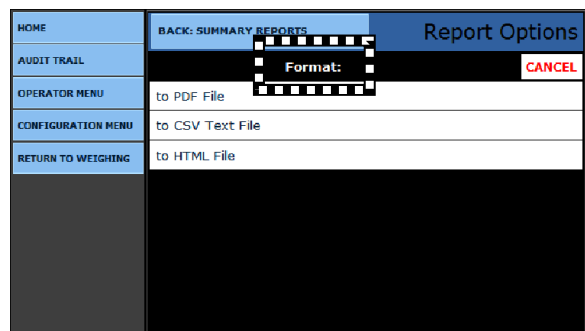 HOME
BACK: SUMMARY REPORTS
Report Options
AUDIT TRAIL
Format:
CANCEL
OPERATOR MENU
to PDF File
CONFIGURATION MENU
to CSV Text File
RETURN TO WEIGHING
to HTML File